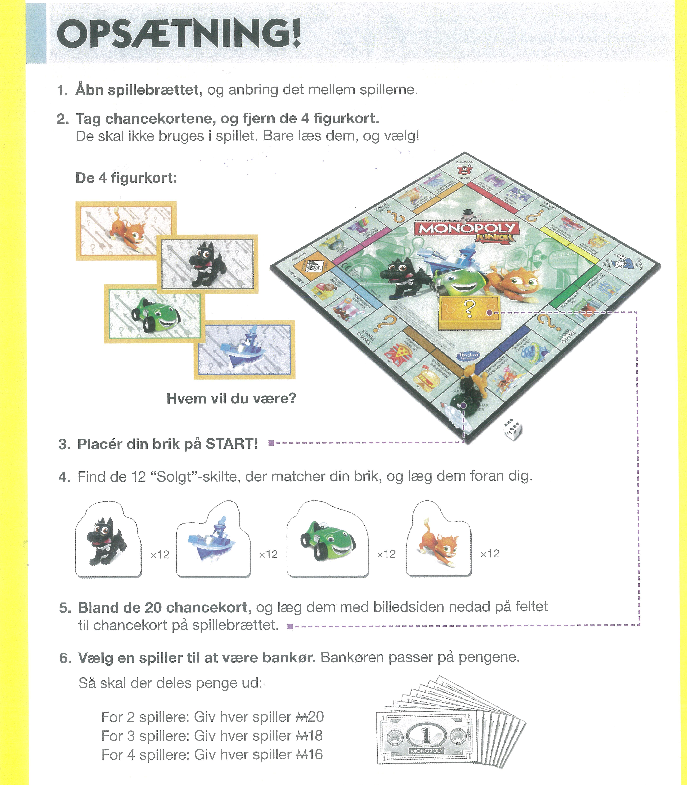 OPSÆTNING!
1. Åbn spillebrættet, og anbring det mellem spillerne.
2. Tag chancekortene, og fjern de 4 figurkort.
De skal ikke bruges i spillet. Bare læs dem, og vælg!
De 4 figurkort:
MONOPOLY
JUNIOR
?
Hvem vil du være?
3. Placér din brik på START!
4. Find de 12 “Solgt”-skilte, der matcher din brik, og læg dem foran dig.
x12
x12
x12
x12
5. Bland de 20 chancekort, og læg dem med billedsiden nedad på feltet
til chancekort på spillebrættet.
6. Vælg en spiller til at være bankør. Bankøren passer på pengene.
Så skal der deles penge ud:
For 2 spillere: Giv hver spiller M20
For 3 spillere: Giv hver spiller M18
For 4 spillere: Giv hver spiller M16
1
MONOPOLY